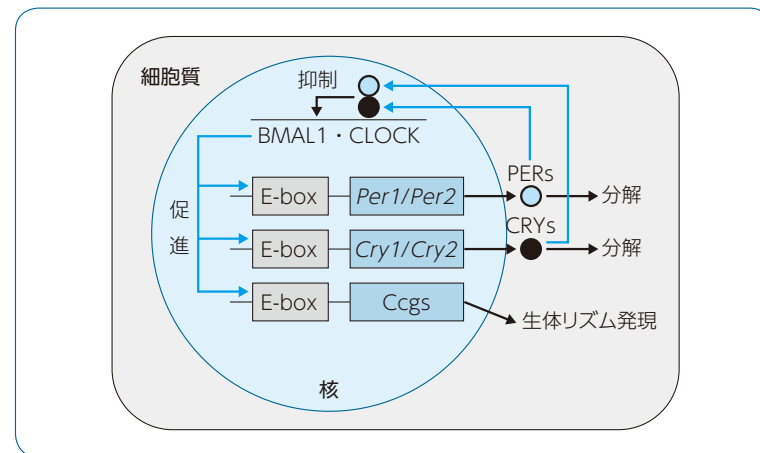 細胞質
抑制
BMAL1・CLOCK
PERs
E-box Per1/Per2 分解
促進
CRYs
E-box Cry1/Cry2 分解
E-box Ccgs
生体リズム発現
核